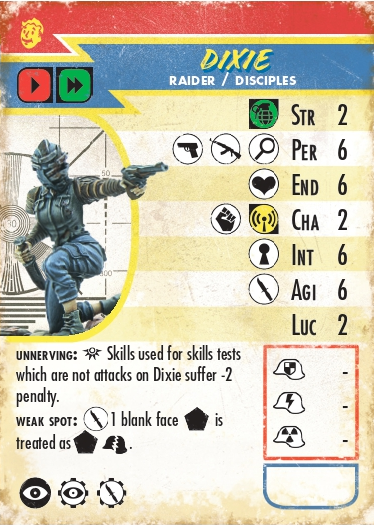 DIXIE
RAIDER / DISCIPLES
STR 2
PER 6
END 6
CHA 2
INT 6
AGI 6
LUC 2
50
UNNERVING: Skills used for skills tests
which are not attacks on Dixie suffer -2
penalty.
WEAK SPOT: 1 blank face is
treated as .
-
-
-